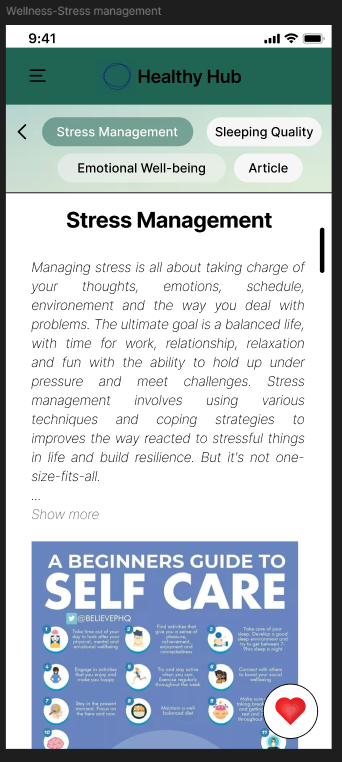 Wellness-Stress management
9:41
Healthy Hub
Stress Management
Sleeping Quality
Emotional Well-being
Article
Stress Management
Managing stress is all about taking charge of
your thoughts, emotions, schedule,
environement and the way you deal with
problems. The ultimate goal is a balanced life,
with time for work, relationship, relaxation
and fun with the ability to hold up under
pressure and meet challenges. Stress
management involves using various
techniques and coping strategies to
improves the way reacted to stressful things
in life and build resilience. But it's not one-
size-fits-all.
...
Show more
A BEGINNERS GUIDE TO
SELF CARE
@BELIEVEPHQ
Take time out of your
day to look after your
physical, mental and
emotional wellbeing
Find activities that
give you a sense of
pleasure,
achievement,
enjoyment and
connectedness
Take care of your
sleep. Develop a good
sleep environment and
try to get between 7-
9hrs sleep a night
Engage in activities
that you enjoy and
make you happy
Try and stay active
when you can.
Exercise regularly
throughout the week
Connect with others
to boost your social
wellbeing
Stay in the present
moment. Focus on
the here and now
Maintain a well
balanced diet
Make sure
taking break
and getting
rest and
throughout
10
11